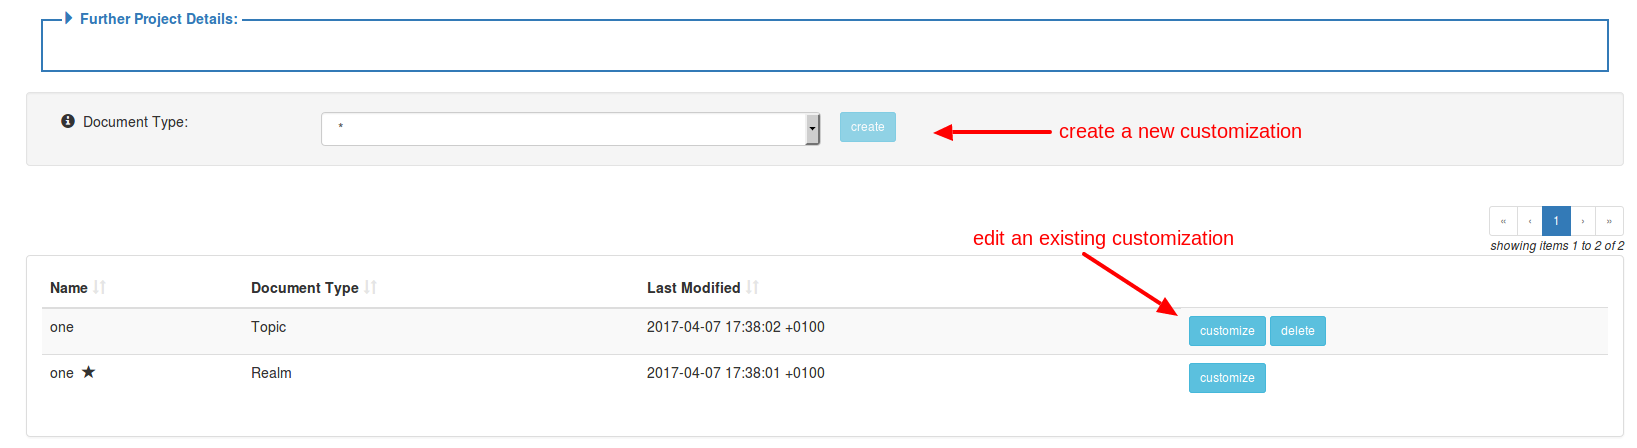 Further Project Details:
Document Type:
*
create
create a new customization
« ‹ 1 › »
showing items 1 to 2 of 2
edit an existing customization
Name Document Type Last Modified
one Topic 2017-04-07 17:38:02 +0100 customize delete
one ★ Realm 2017-04-07 17:38:01 +0100 customize